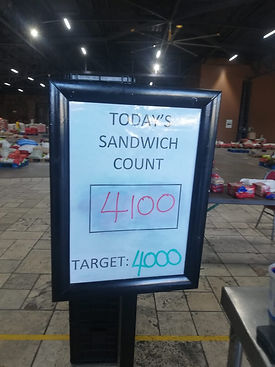 TODAY'S
SANDWICH
COUNT
4100
TARGET: 4000